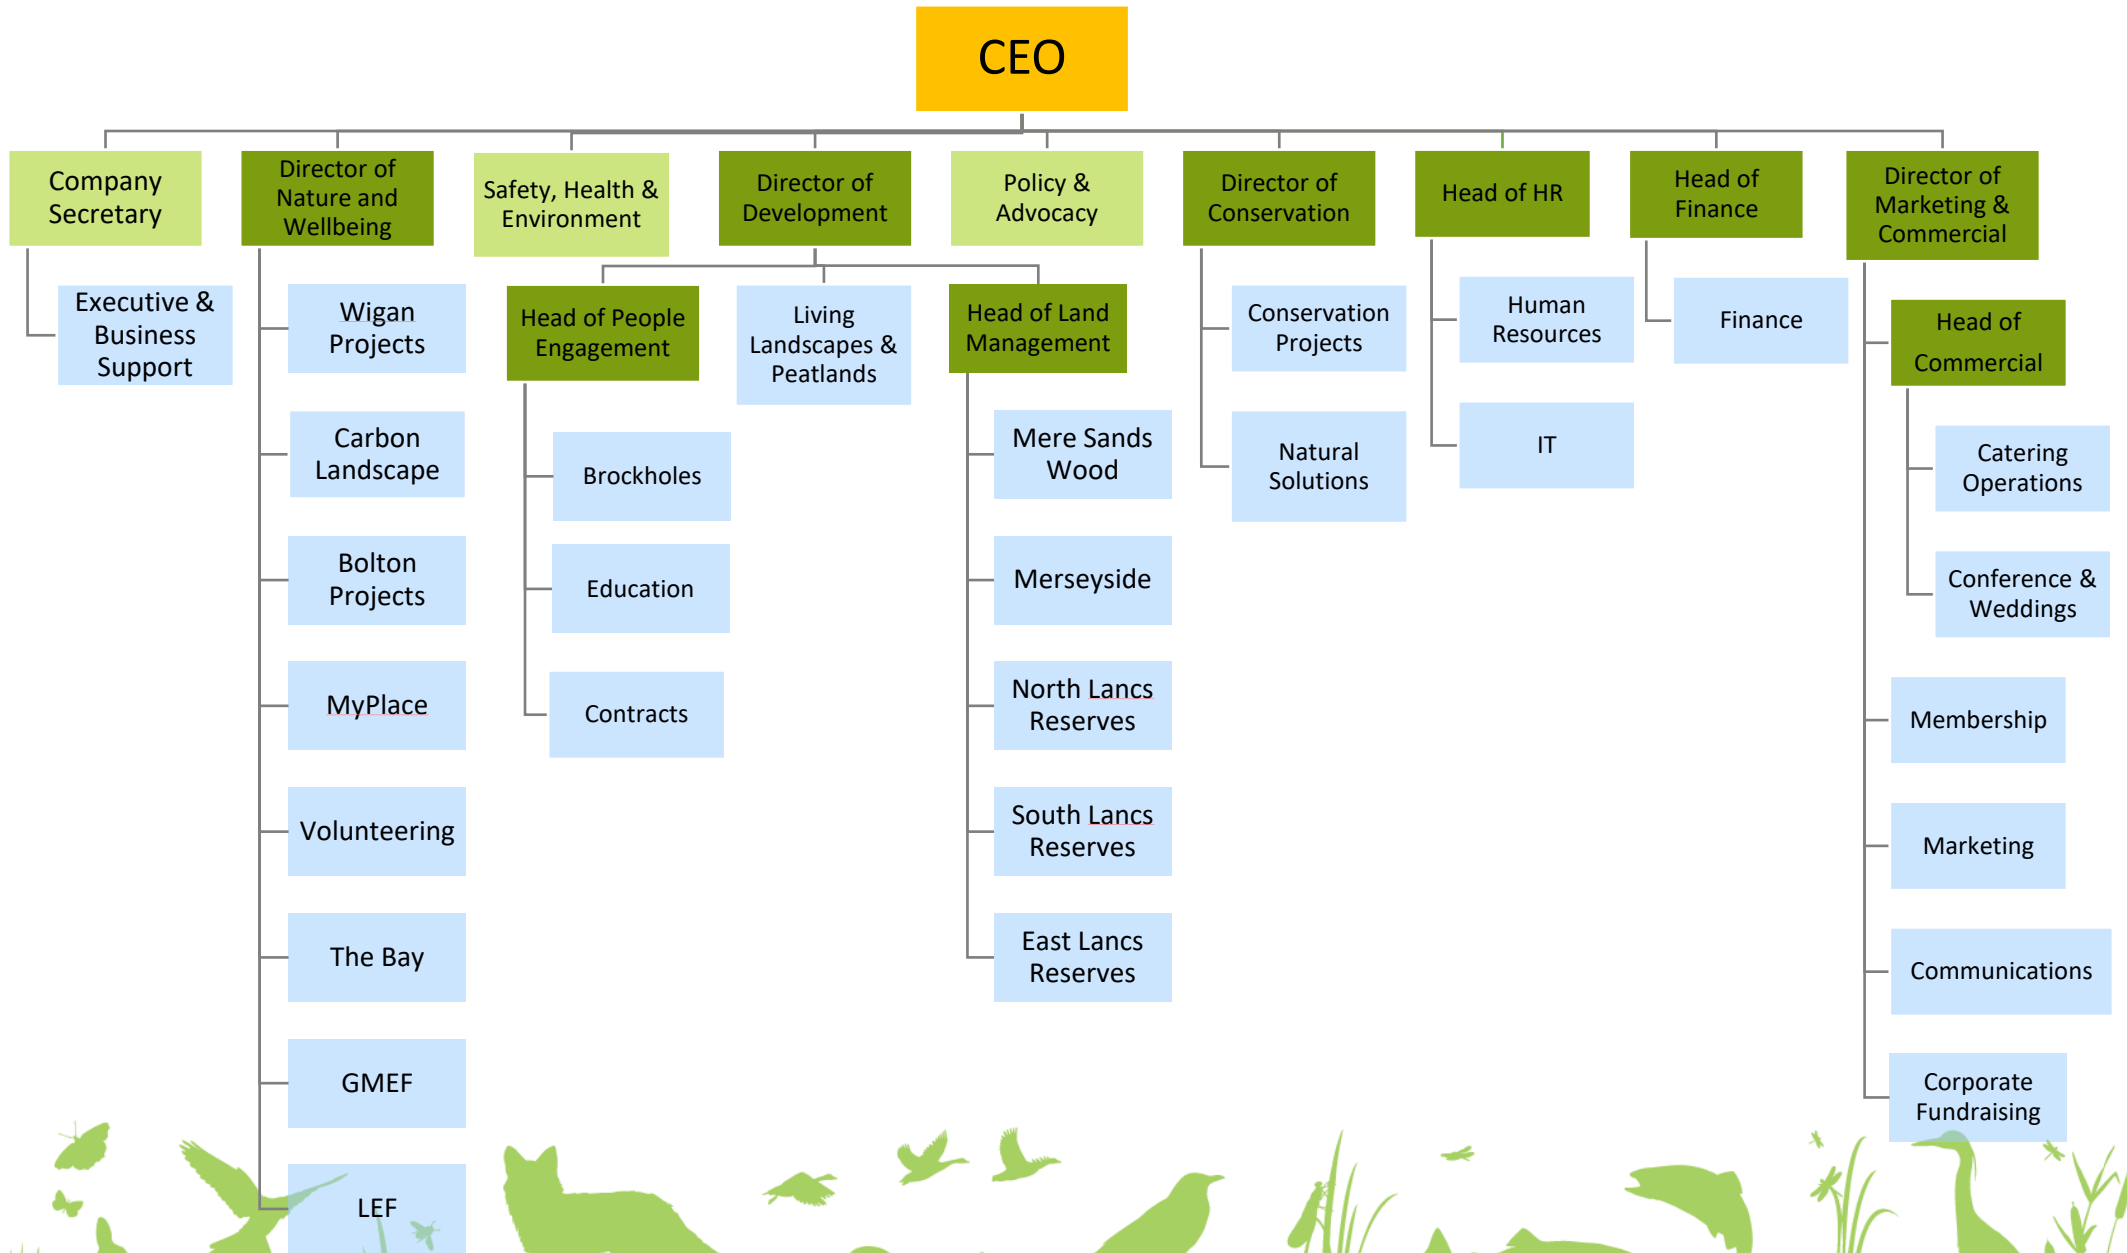 CEO
Company
Secretary
Executive &
Business
Support
Director of
Nature and
Wellbeing
Wigan
Projects
Carbon
Landscape
Bolton
Projects
MyPlace
Volunteering
The Bay
GMEF
LEF
Safety, Health &
Environment
Director of
Development
Head of People
Engagement
Brockholes
Education
Contracts
Living
Landscapes &
Peatlands
Head of Land
Management
Mere Sands
Wood
Merseyside
North Lancs
Reserves
South Lancs
Reserves
East Lancs
Reserves
Policy &
Advocacy
Director of
Conservation
Conservation
Projects
Natural
Solutions
Head of HR
Human
Resources
IT
Head of
Finance
Finance
Director of
Marketing &
Commercial
Head of
Commercial
Catering
Operations
Conference &
Weddings
Membership
Marketing
Communications
Corporate
Fundraising